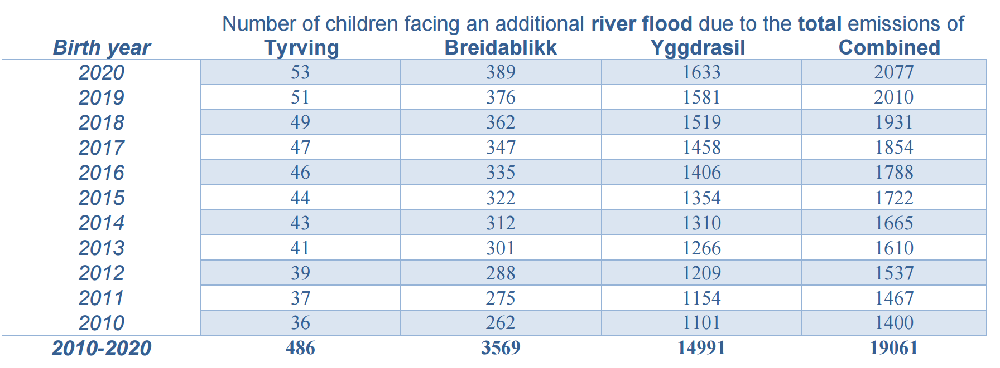 Number of children facing an additional river flood due to the total emissions of
Birth year Tyrving Breidablikk Yggdrasil Combined
2020 53 389 1633 2077
2019 51 376 1581 2010
2018 49 362 1519 1931
2017 47 347 1458 1854
2016 46 335 1406 1788
2015 44 322 1354 1722
2014 43 312 1310 1665
2013 41 301 1266 1610
2012 39 288 1209 1537
2011 37 275 1154 1467
2010 36 262 1101 1400
2010-2020 486 3569 14991 19061